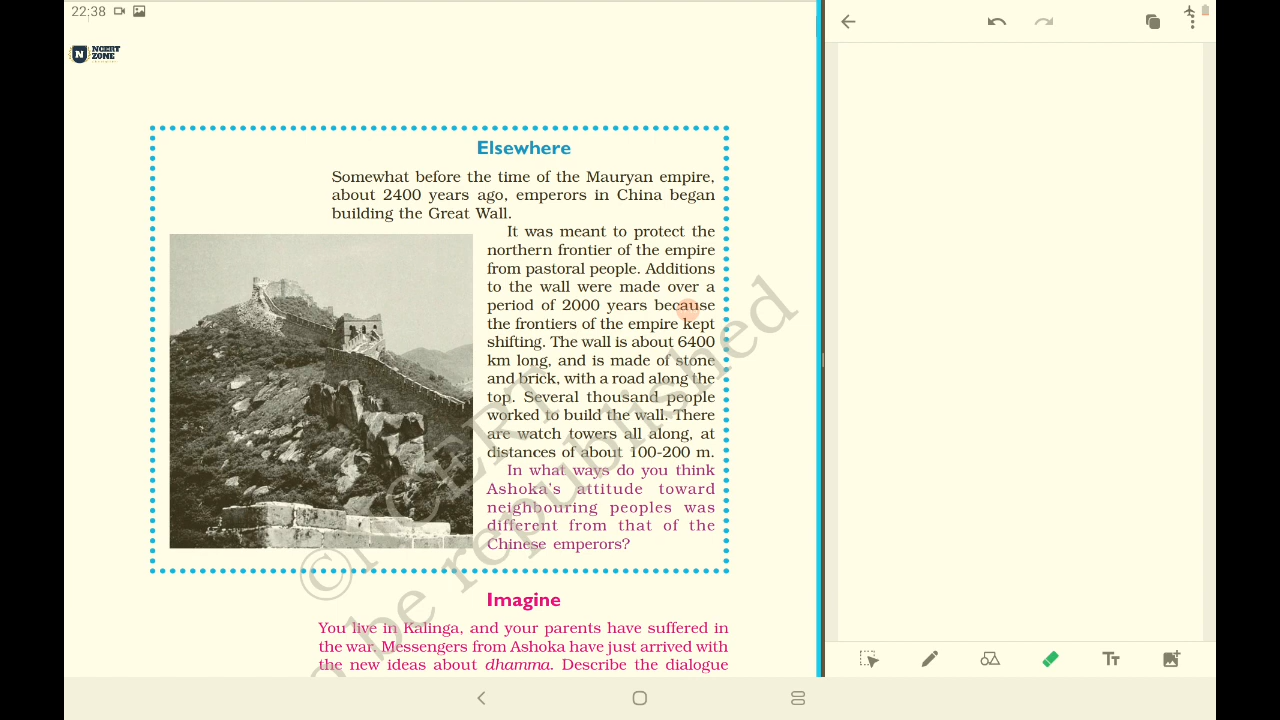 22:38
NCERT
ZONE
Elsewhere
Somewhat before the time of the Mauryan empire,
about 2400 years ago, emperors in China began
building the Great Wall.
It was meant to protect the
northern frontier of the empire
from pastoral people. Additions
to the wall were made over a
period of 2000 years because
the frontiers of the empire kept
shifting. The wall is about 6400
km long, and is made of stone
and brick, with a road along the
top. Several thousand people
worked to build the wall. There
are watch towers all along, at
distances of about 100-200 m.
In what ways do you think
Ashoka's attitude toward
neighbouring peoples was
different from that of the
Chinese emperors?
Imagine
You live in Kalinga, and your parents have suffered in
the war. Messengers from Ashoka have just arrived with
the new ideas about dhamma. Describe the dialogue
©NCERT
o be republished
Tт